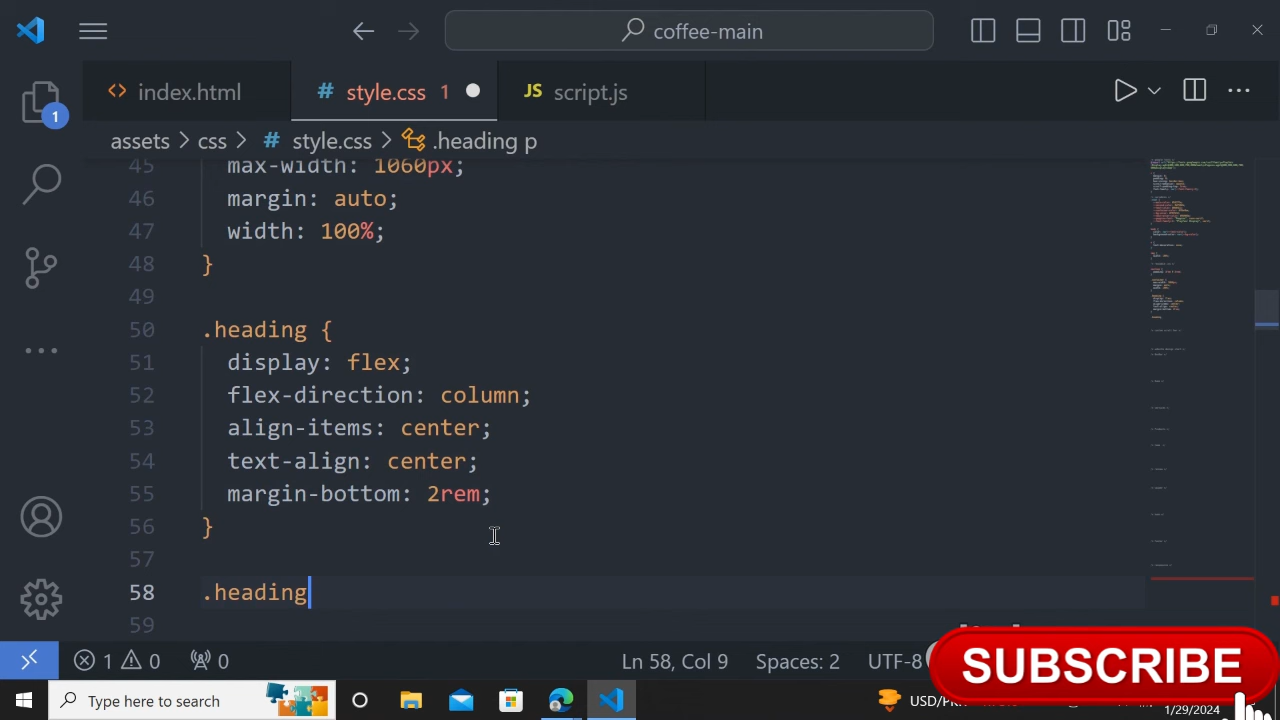 coffee-main
index.html
style.css 1
JS script.js
assets > css > # style.css > .heading p
45 max-width: 1060px;
46 margin: auto;
47 width: 100%;
48 }
49
50 .heading {
51 display: flex;
52 flex-direction: column;
53 align-items: center;
54 text-align: center;
55 margin-bottom: 2rem;
56 }
57
58 .heading
59
1
SUBSCRIBE
1 0 0 Ln 58, Col 9 Spaces: 2 UTF-8
Type here to search
1/29/2024